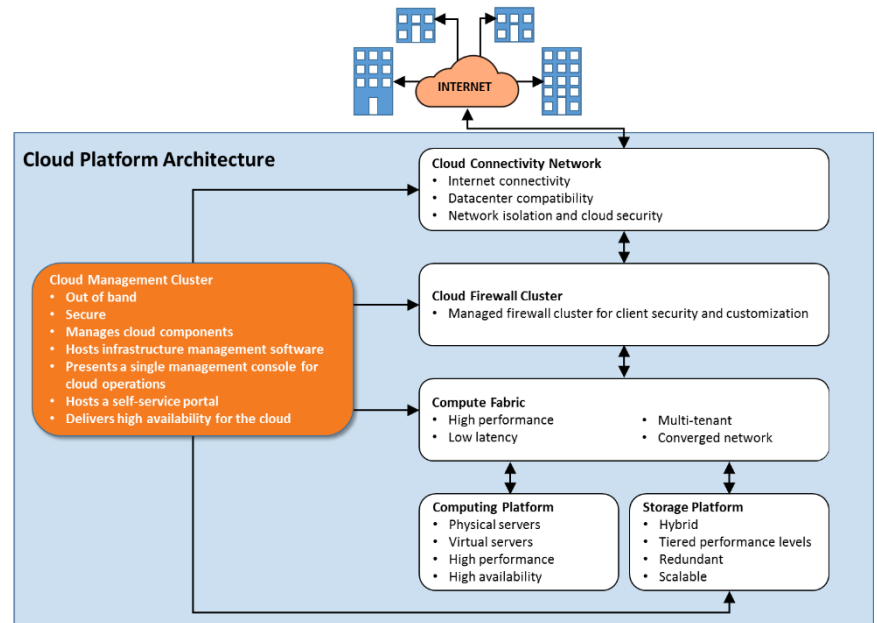 INTERNET
Cloud Platform Architecture
Cloud Connectivity Network
• Internet connectivity
• Datacenter compatibility
• Network isolation and cloud security
Cloud Management Cluster
• Out of band
• Secure
• Manages cloud components
• Hosts infrastructure management software
• Presents a single management console for
cloud operations
• Hosts a self-service portal
• Delivers high availability for the cloud
Cloud Firewall Cluster
• Managed firewall cluster for client security and customization
Compute Fabric
• High performance
• Low latency
• Multi-tenant
• Converged network
Computing Platform
• Physical servers
• Virtual servers
• High performance
• High availability
Storage Platform
• Hybrid
• Tiered performance levels
• Redundant
• Scalable